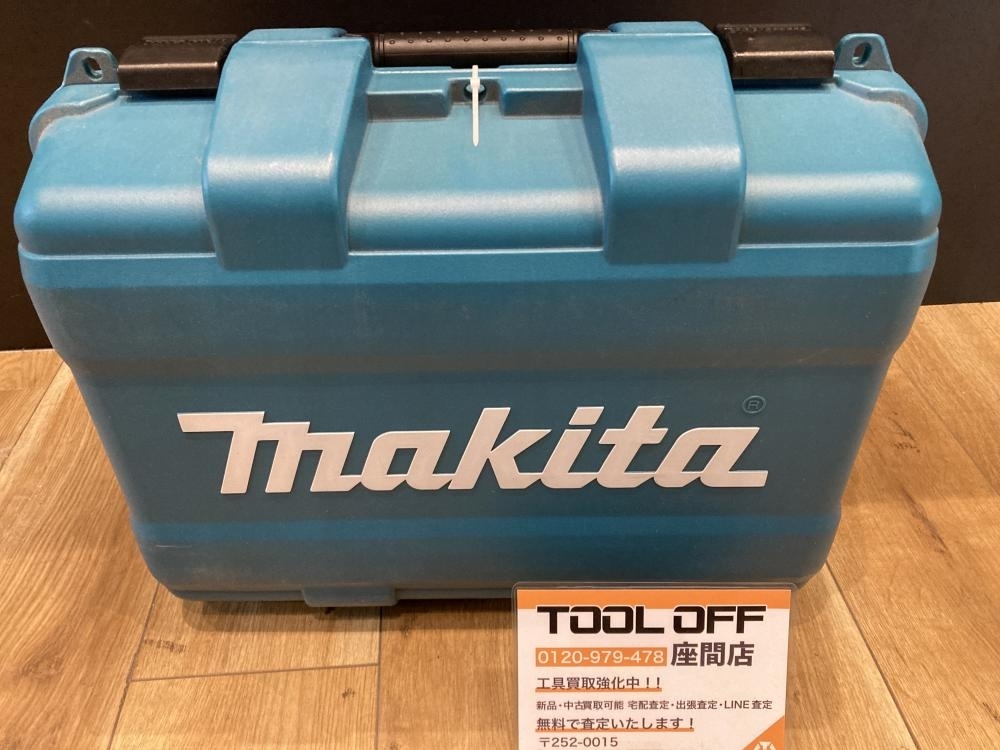 makita®
TOOL OFF
0120-979-478 座間店
工具買取強化中!!
新品・中古買取可能 宅配査定・出張査定・LINE査定
無料で査定いたします!
〒252-0015